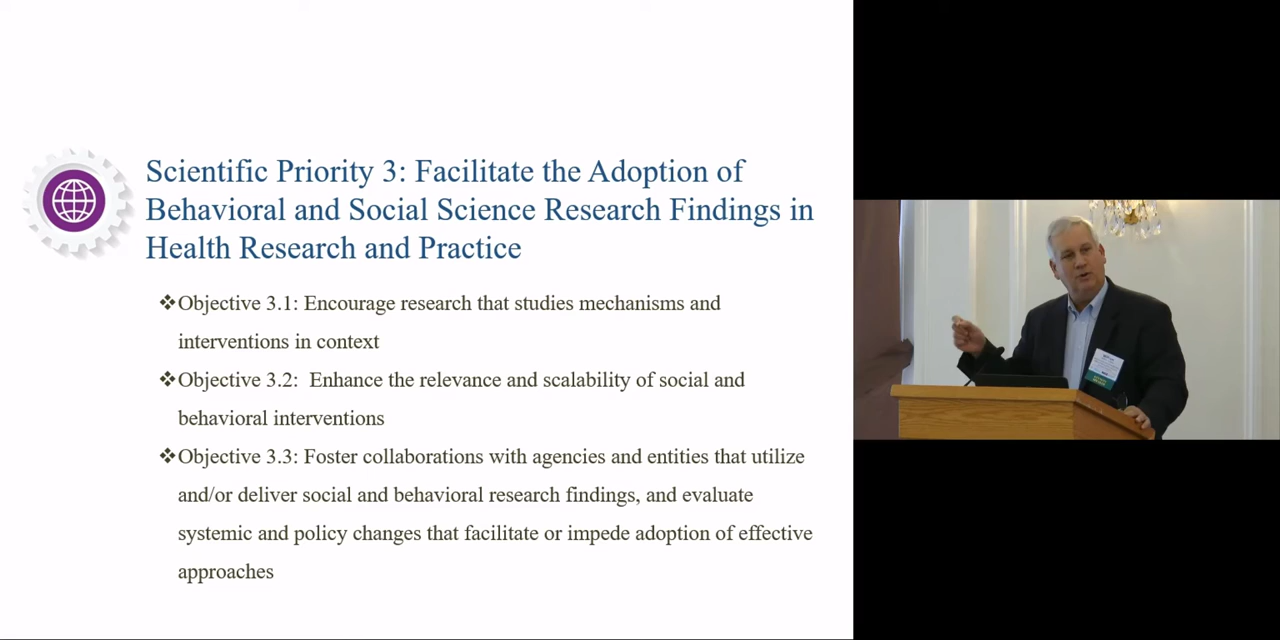 Scientific Priority 3: Facilitate the Adoption of
Behavioral and Social Science Research Findings in
Health Research and Practice
❖Objective 3.1: Encourage research that studies mechanisms and
interventions in context
❖Objective 3.2: Enhance the relevance and scalability of social and
behavioral interventions
❖Objective 3.3: Foster collaborations with agencies and entities that utilize
and/or deliver social and behavioral research findings, and evaluate
systemic and policy changes that facilitate or impede adoption of effective
approaches